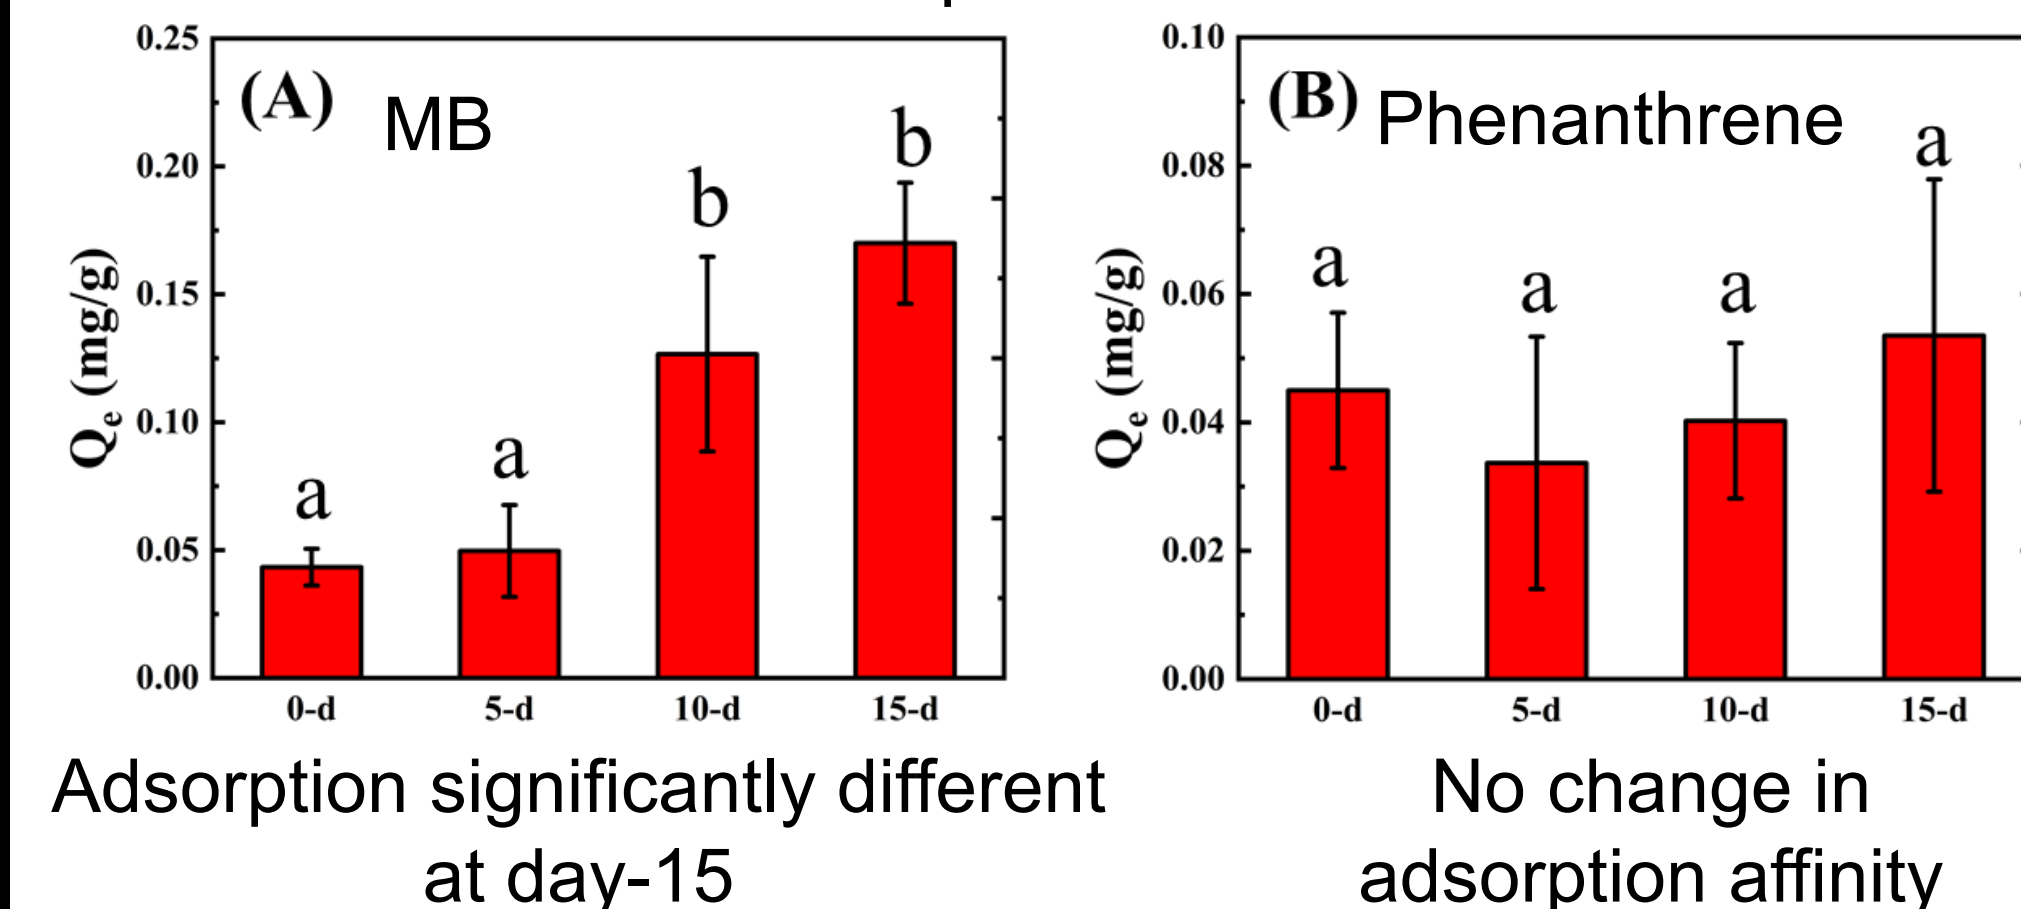 (A) MB
0.25
0.20
0.15
0.10
0.05
0.00
Qe (mg/g)
a
a
b
b
0-d 5-d 10-d 15-d
Adsorption significantly different
at day-15
(B) Phenanthrene
0.10
0.08
0.06
0.04
0.02
0.00
Qe (mg/g)
a
a
a
a
0-d 5-d 10-d 15-d
No change in
adsorption affinity